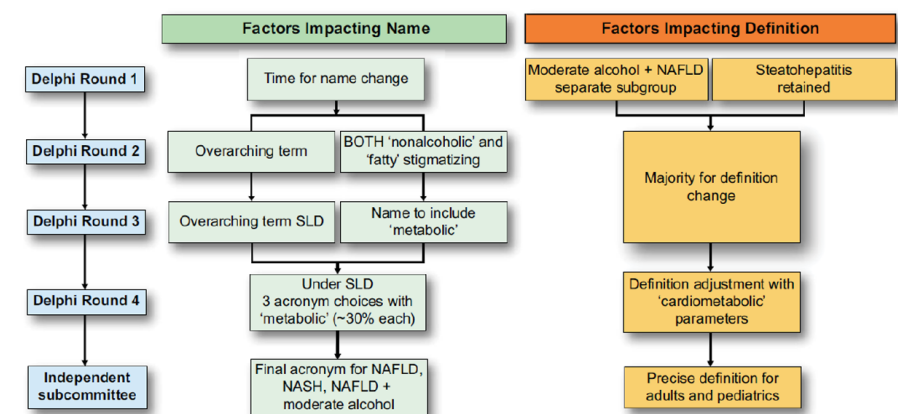 Factors Impacting Name
Factors Impacting Definition
Delphi Round 1
Time for name change
Moderate alcohol + NAFLD
separate subgroup
Steatohepatitis
retained
Delphi Round 2
Overarching term
BOTH ‘nonalcoholic’ and
‘fatty’ stigmatizing
Majority for definition
change
Delphi Round 3
Overarching term SLD
Name to include
‘metabolic’
Delphi Round 4
Under SLD
3 acronym choices with
‘metabolic’ (~30% each)
Definition adjustment with
‘cardiometabolic’
parameters
Independent
subcommittee
Final acronym for NAFLD,
NASH, NAFLD +
moderate alcohol
Precise definition for
adults and pediatrics